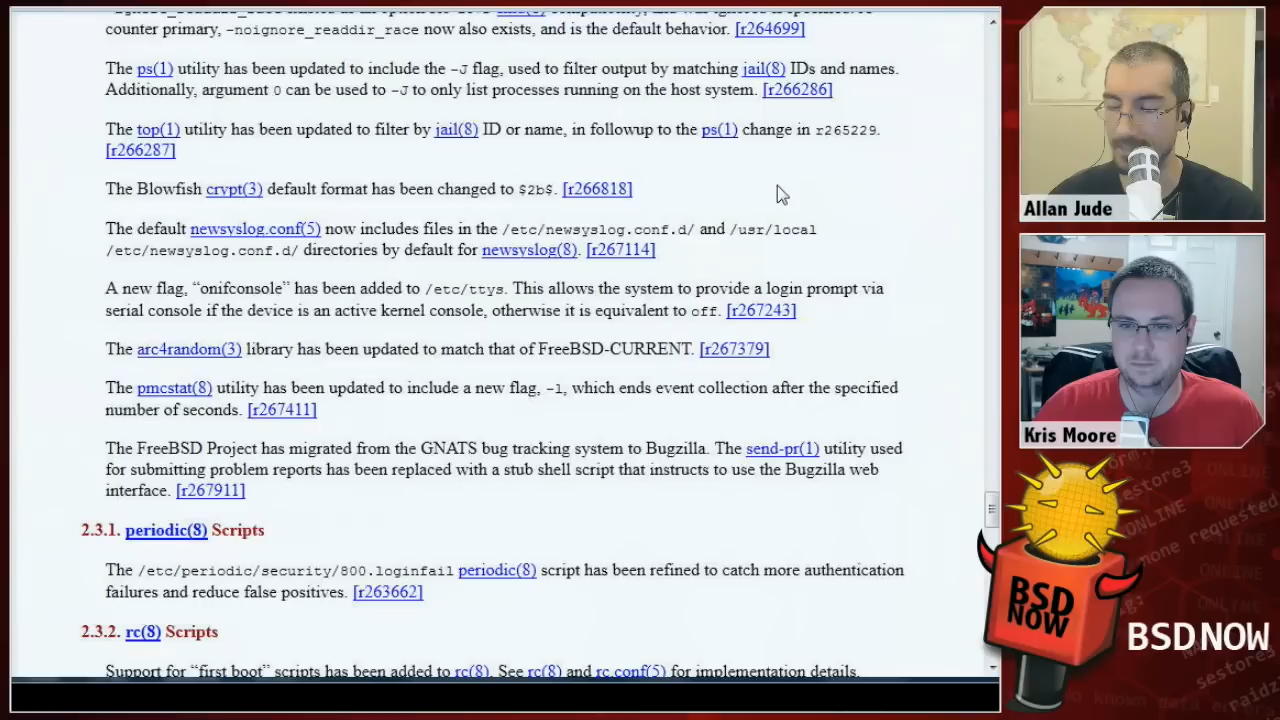 counter primary, -noignore_readdir_race now also exists, and is the default behavior. [r264699]
The ps(1) utility has been updated to include the -J flag, used to filter output by matching jail(8) IDs and names.
Additionally, argument 0 can be used to -J to only list processes running on the host system. [r266286]
The top(1) utility has been updated to filter by jail(8) ID or name, in followup to the ps(1) change in r265229.
[r266287]
The Blowfish crypt(3) default format has been changed to $2b$. [r266818]
The default newsyslog.conf(5) now includes files in the /etc/newsyslog.conf.d/ and /usr/local
/etc/newsyslog.conf.d/ directories by default for newsyslog(8). [r267114]
A new flag, “onifconsole” has been added to /etc/ttys. This allows the system to provide a login prompt via
serial console if the device is an active kernel console, otherwise it is equivalent to off. [r267243]
The arc4random(3) library has been updated to match that of FreeBSD-CURRENT. [r267379]
The pmcstat(8) utility has been updated to include a new flag, -l, which ends event collection after the specified
number of seconds. [r267411]
The FreeBSD Project has migrated from the GNATS bug tracking system to Bugzilla. The send-pr(1) utility used
for submitting problem reports has been replaced with a stub shell script that instructs to use the Bugzilla web
interface. [r267911]
2.3.1. periodic(8) Scripts
The /etc/periodic/security/800.loginfail periodic(8) script has been refined to catch more authentication
failures and reduce false positives. [r263662]
2.3.2. rc(8) Scripts
Support for “first boot” scripts has been added to rc(8). See rc(8) and rc.conf(5) for implementation details.
Allan Jude
Kris Moore
BSD
NOW
BSDNOW